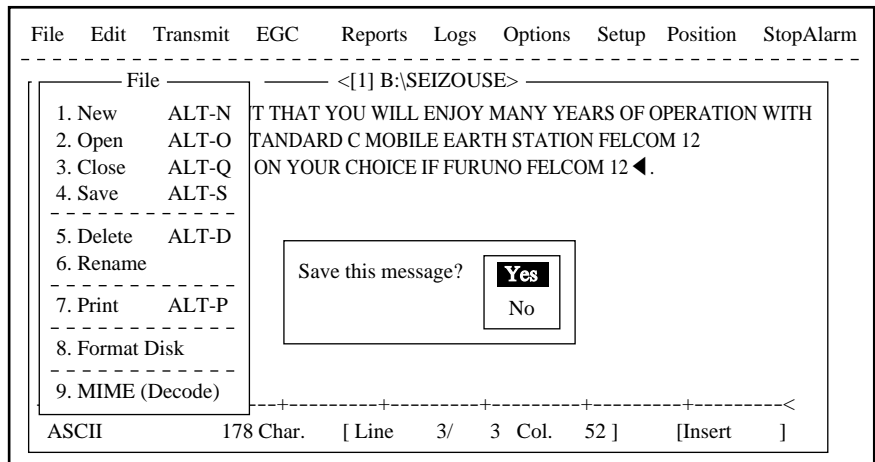 File Edit Transmit EGC Reports Logs Options Setup Position StopAlarm
File
<[1] B:\SEIZOUSE>
1. New ALT-N
2. Open ALT-O
3. Close ALT-Q
4. Save ALT-S
5. Delete ALT-D
6. Rename
7. Print ALT-P
8. Format Disk
9. MIME (Decode)
T THAT YOU WILL ENJOY MANY YEARS OF OPERATION WITH
TANDARD C MOBILE EARTH STATION FELCOM 12
ON YOUR CHOICE IF FURUNO FELCOM 12◀.
Save this message?
Yes
No
ASCII 178 Char. [ Line 3/ 3 Col. 52 ] [Insert ]